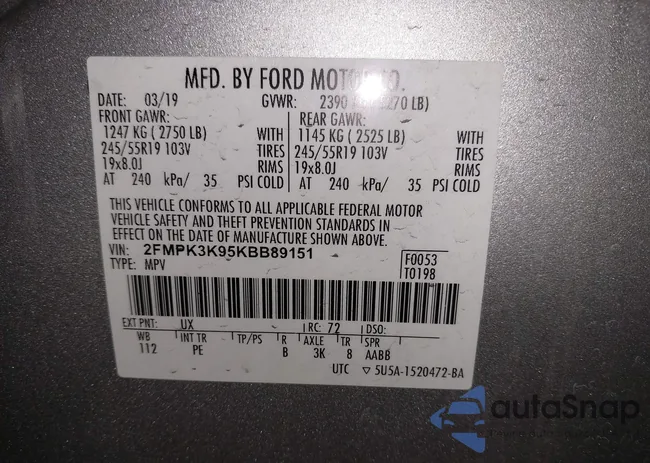 MFD. BY FORD MOTOR CO.
DATE: 03/19 GVWR: 2390 270 LB)
FRONT GAWR: REAR GAWR:
1247 KG ( 2750 LB) WITH 1145 KG ( 2525 LB) WITH
245/55R19 103V TIRES 245/55R19 103V TIRES
19x8.0J RIMS 19x8.0J RIMS
AT 240 kPa/ 35 PSI COLD AT 240 kPa/ 35 PSI COLD
THIS VEHICLE CONFORMS TO ALL APPLICABLE FEDERAL MOTOR
VEHICLE SAFETY AND THEFT PREVENTION STANDARDS IN
EFFECT ON THE DATE OF MANUFACTURE SHOWN ABOVE.
VIN: 2FMPK3K95KBB89151 F0053
TYPE: MPV T0198
EXT PNT: UX RC: 72 DSO:
WB INT TR TP/PS R AXLE TR SPR
112 PE B 3K 8 AABB
UTC ▽ 5U5A-1520472-BA
autoSnap